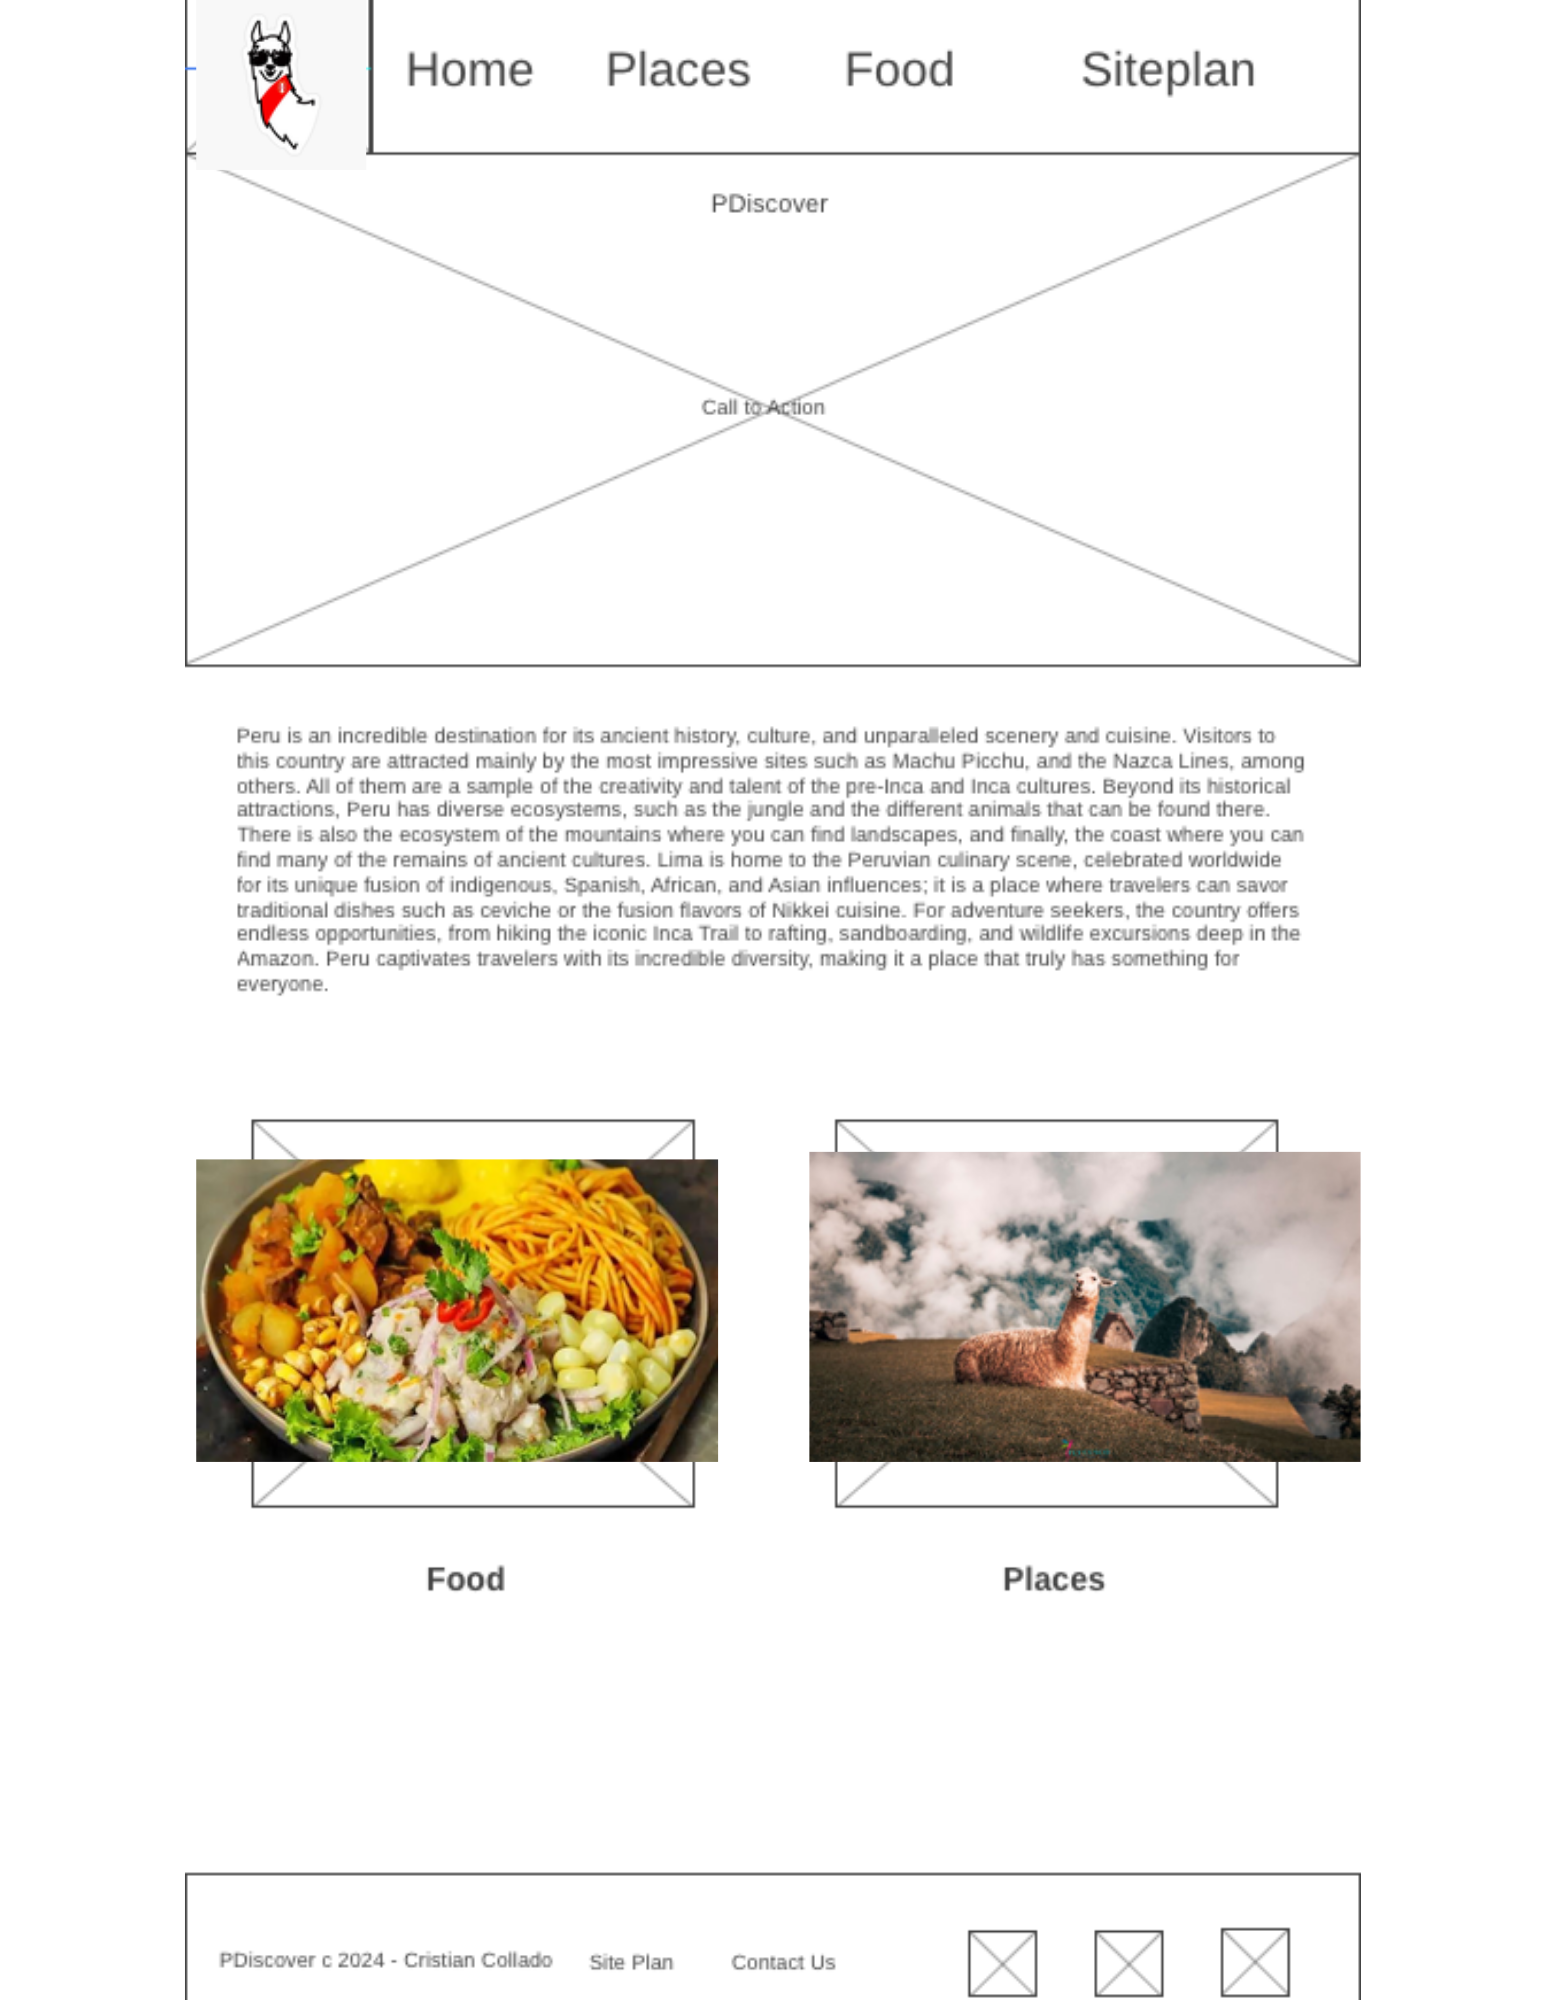 Home Places Food Siteplan
PDiscover
Call to Action
Peru is an incredible destination for its ancient history, culture, and unparalleled scenery and cuisine. Visitors to
this country are attracted mainly by the most impressive sites such as Machu Picchu, and the Nazca Lines, among
others. All of them are a sample of the creativity and talent of the pre-Inca and Inca cultures. Beyond its historical
attractions, Peru has diverse ecosystems, such as the jungle and the different animals that can be found there.
There is also the ecosystem of the mountains where you can find landscapes, and finally, the coast where you can
find many of the remains of ancient cultures. Lima is home to the Peruvian culinary scene, celebrated worldwide
for its unique fusion of indigenous, Spanish, African, and Asian influences; it is a place where travelers can savor
traditional dishes such as ceviche or the fusion flavors of Nikkei cuisine. For adventure seekers, the country offers
endless opportunities, from hiking the iconic Inca Trail to rafting, sandboarding, and wildlife excursions deep in the
Amazon. Peru captivates travelers with its incredible diversity, making it a place that truly has something for
everyone.
Food Places
PDiscover c 2024 - Cristian Collado Site Plan Contact Us